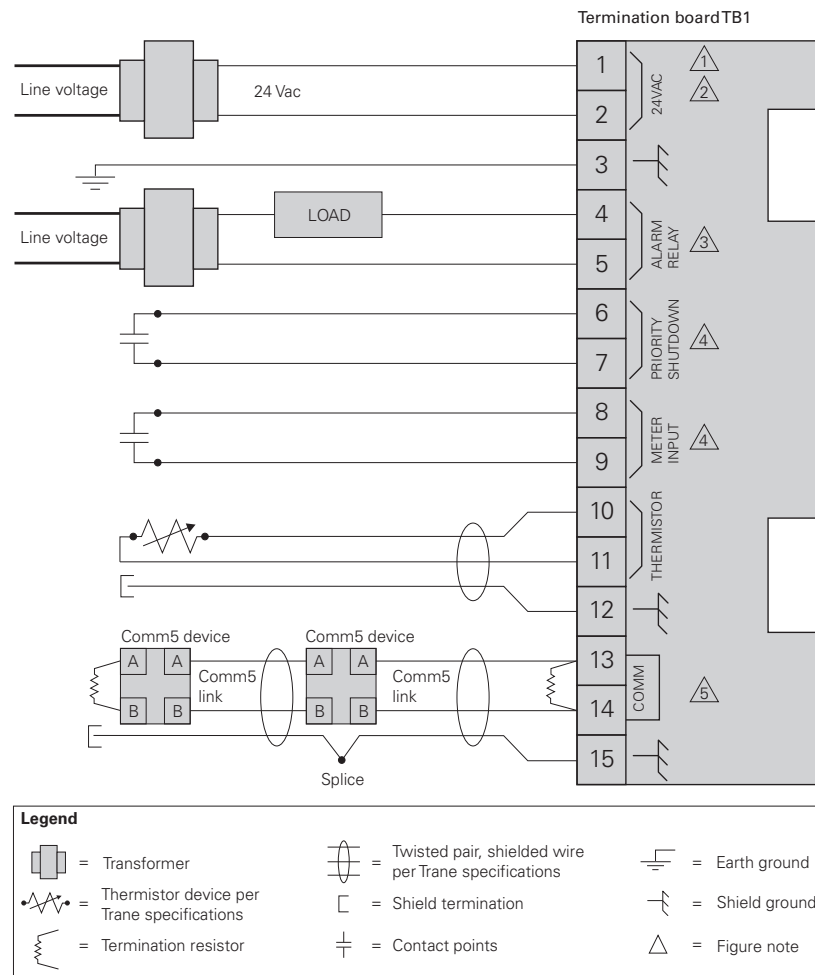 Termination board TB1
Line voltage
24 Vac
1
2
24VAC
1
2
3
Line voltage
LOAD
4
5
ALARM
RELAY
3
6
7
PRIORITY
SHUTDOWN
4
8
9
METER
INPUT
4
10
11
THERMISTOR
12
Comm5 device
Comm5 device
A A
A A
Comm5
link
Comm5
link
B B
B B
13
14
COMM
5
15
Splice
Legend
= Transformer
= Thermistor device per
Trane specifications
= Termination resistor
= Twisted pair, shielded wire
per Trane specifications
= Shield termination
= Contact points
= Earth ground
= Shield ground
= Figure note